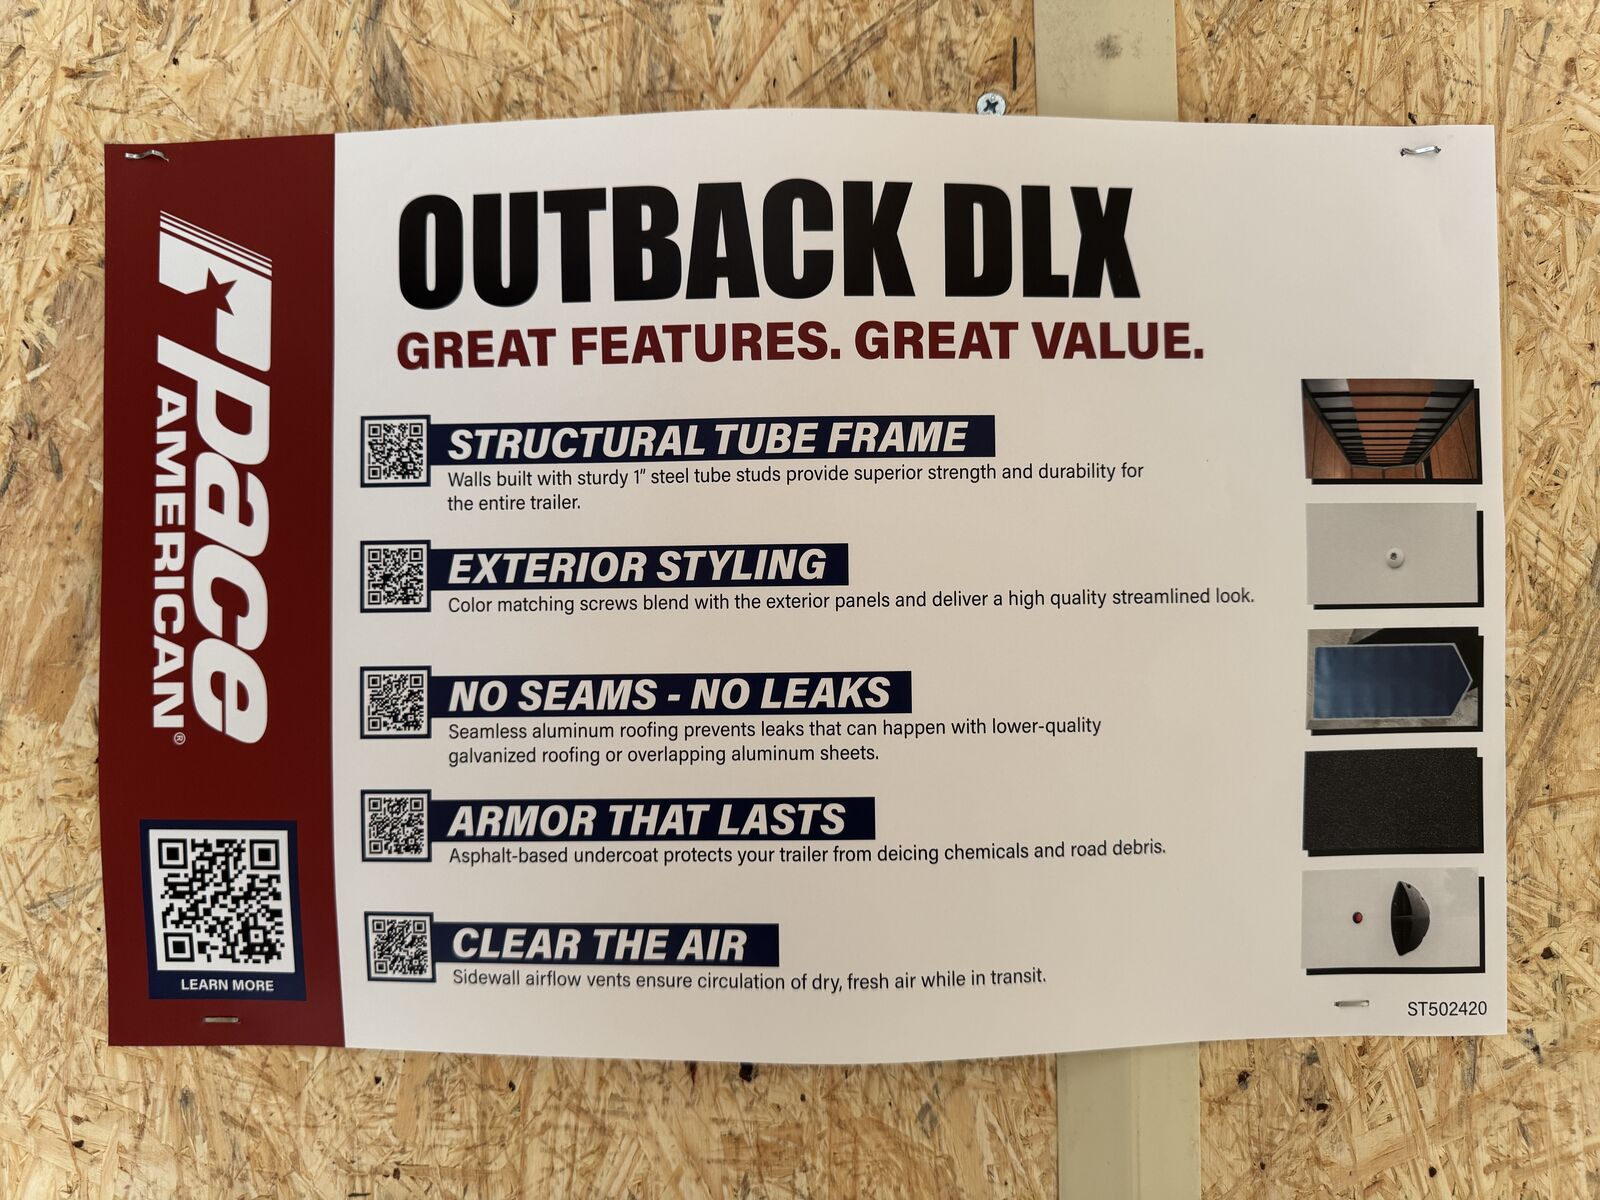 pace
AMERICAN®
LEARN MORE
OUTBACK DLX
GREAT FEATURES. GREAT VALUE.
STRUCTURAL TUBE FRAME
Walls built with sturdy 1" steel tube studs provide superior strength and durability for
the entire trailer.
EXTERIOR STYLING
Color matching screws blend with the exterior panels and deliver a high quality streamlined look.
NO SEAMS - NO LEAKS
Seamless aluminum roofing prevents leaks that can happen with lower-quality
galvanized roofing or overlapping aluminum sheets.
ARMOR THAT LASTS
Asphalt-based undercoat protects your trailer from deicing chemicals and road debris.
CLEAR THE AIR
Sidewall airflow vents ensure circulation of dry, fresh air while in transit.
ST502420